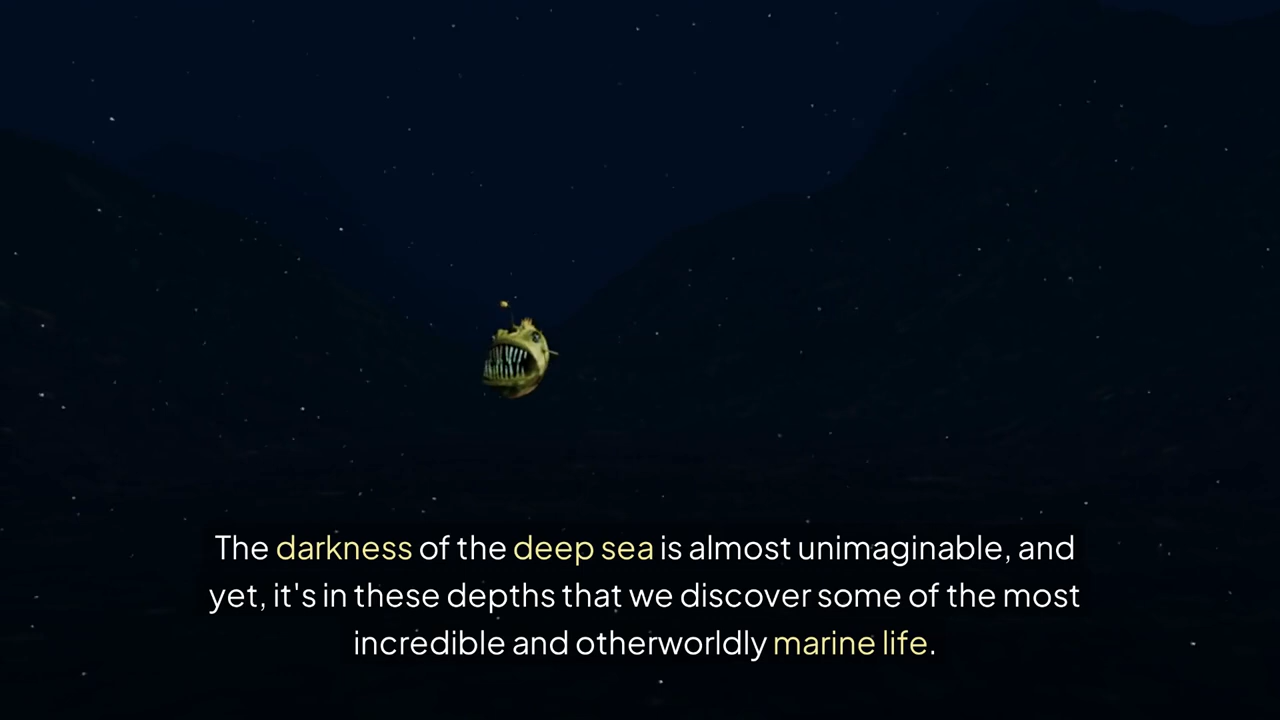 The darkness of the deep sea is almost unimaginable, and
yet, it's in these depths that we discover some of the most
incredible and otherworldly marine life.